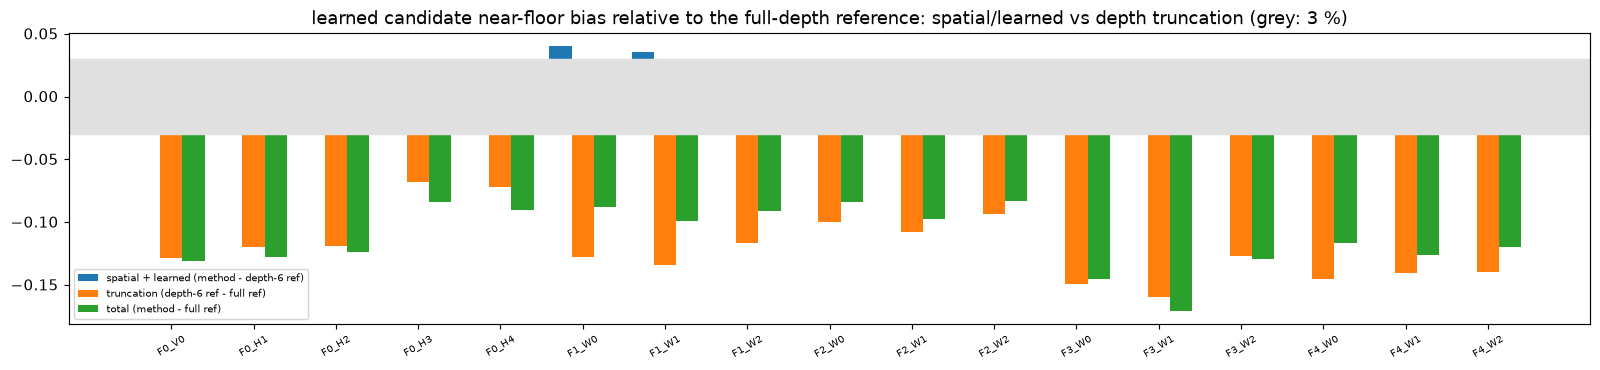 learned candidate near-floor bias relative to the full-depth reference: spatial/learned vs depth truncation (grey: 3 %)
0.05
0.00
−0.05
−0.10
−0.15
spatial + learned (method - depth-6 ref)
truncation (depth-6 ref - full ref)
total (method - full ref)
F0_V0 F0_H1 F0_H2 F0_H3 F0_H4 F1_W0 F1_W1 F1_W2 F2_W0 F2_W1 F2_W2 F3_W0 F3_W1 F3_W2 F4_W0 F4_W1 F4_W2